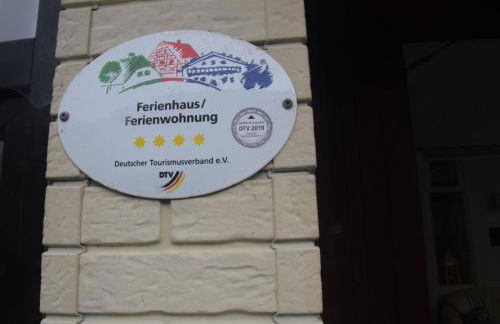 ®
Ferienhaus/
Ferienwohnung
DTV 2019
Deutscher Tourismusverband e.V.
DTV